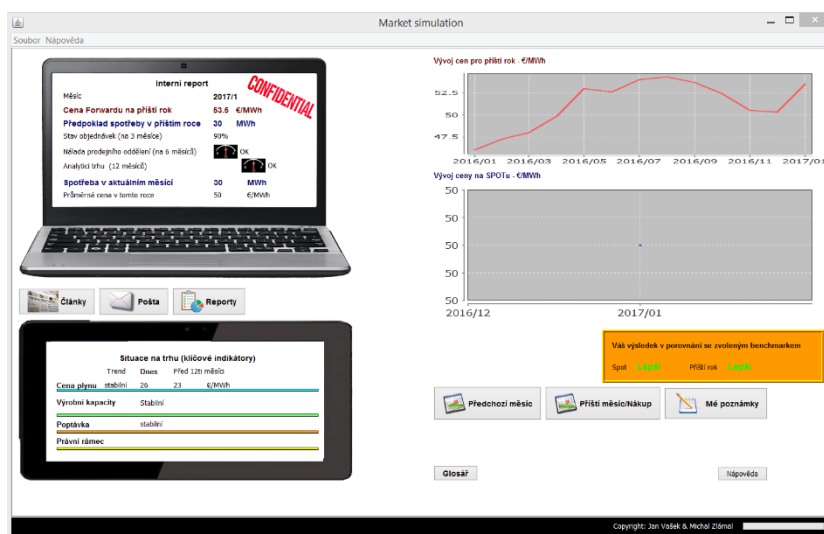 Market simulation
Soubor Nápověda
Interní report
CONFIDENTIAL
Měsíc 2017/1
Cena Forwardu na příští rok 53.6 €/MWh
Předpoklad spotřeby v příštím roce 30 MWh
Stav objednávek (na 3 měsíce) 90%
Nálada prodejního oddělení (na 6 měsíců) OK
Analytici trhu (12 měsíců) OK
Spotřeba v aktuálním měsíci 30 MWh
Průměrná cena v tomto roce 50 €/MWh
Články Pošta Reporty
Situace na trhu (klíčové indikátory)
Trend Dnes Před 12ti měsíci
Cena plynu stabilní 26 23 €/MWh
Výrobní kapacity Stabilní
Poptávka stabilní
Právní rámec
Vývoj cen pro příští rok - €/MWh
52.5
50
47.5
2016/01 2016/03 2016/05 2016/07 2016/09 2016/11 2017/01
Vývoj ceny na SPOTu - €/MWh
50
50
50
50
50
2016/12 2017/01
Váš výsledek v porovnání se zvoleným benchmarkem
Spot Lepší Příští rok Lepší
Předchozí měsíc Příští měsíc/Nákup Mé poznámky
Glosář Nápověda
Copyright: Jan Vašek & Michal Zlámal